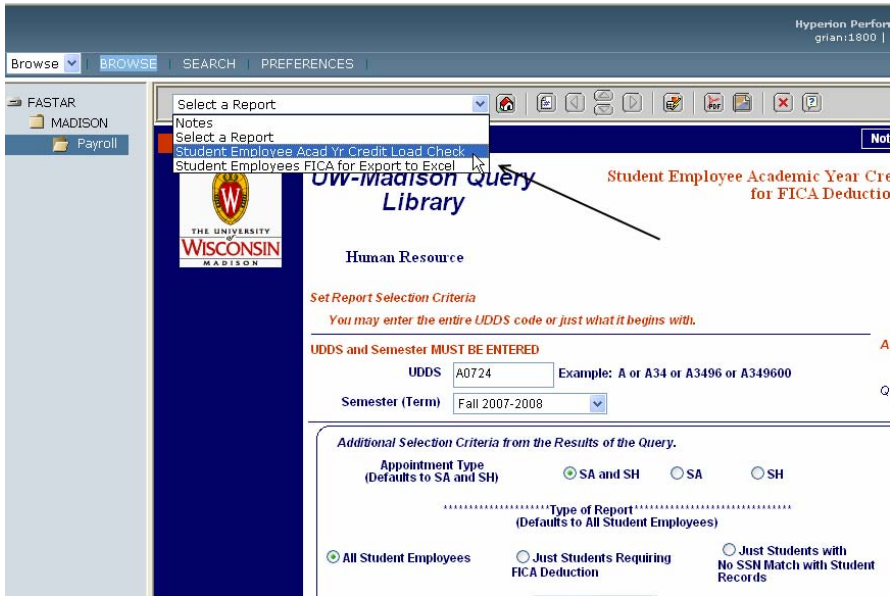 Hyperion Perfor
grian:1800 |
Browse | BROWSE | SEARCH | PREFERENCES |
FASTAR
MADISON
Payroll
Select a Report
Notes
Select a Report
Student Employee Acad Yr Credit Load Check
Student Employees FICA for Export to Excel
Not
UW-Madison Query
Library
Student Employee Academic Year Cre
for FICA Deductio
W
THE UNIVERSITY
of
WISCONSIN
MADISON
Human Resource
Set Report Selection Criteria
You may enter the entire UDDS code or just what it begins with.
UDDS and Semester MUST BE ENTERED
A
UDDS A0724 Example: A or A34 or A3496 or A349600
Q
Semester (Term) Fall 2007-2008
Additional Selection Criteria from the Results of the Query.
Appointment Type
(Defaults to SA and SH)
SA and SH SA SH
*********************Type of Report*******************************
(Defaults to All Student Employees)
All Student Employees
Just Students Requiring
FICA Deduction
Just Students with
No SSN Match with Student
Records